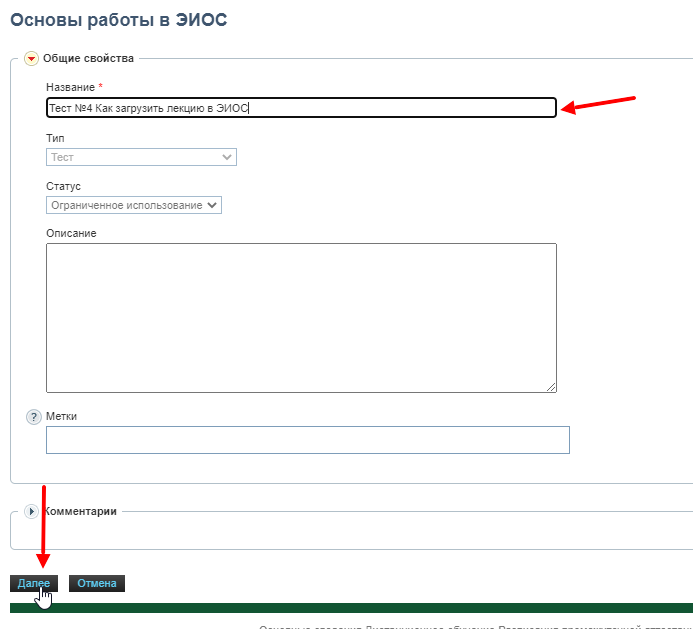 Основы работы в ЭИОС
Общие свойства
Название *
Тест №4 Как загрузить лекцию в ЭИОС
Тип
Тест
Статус
Ограниченное использование
Описание
? Метки
Комментарии
Далее Отмена